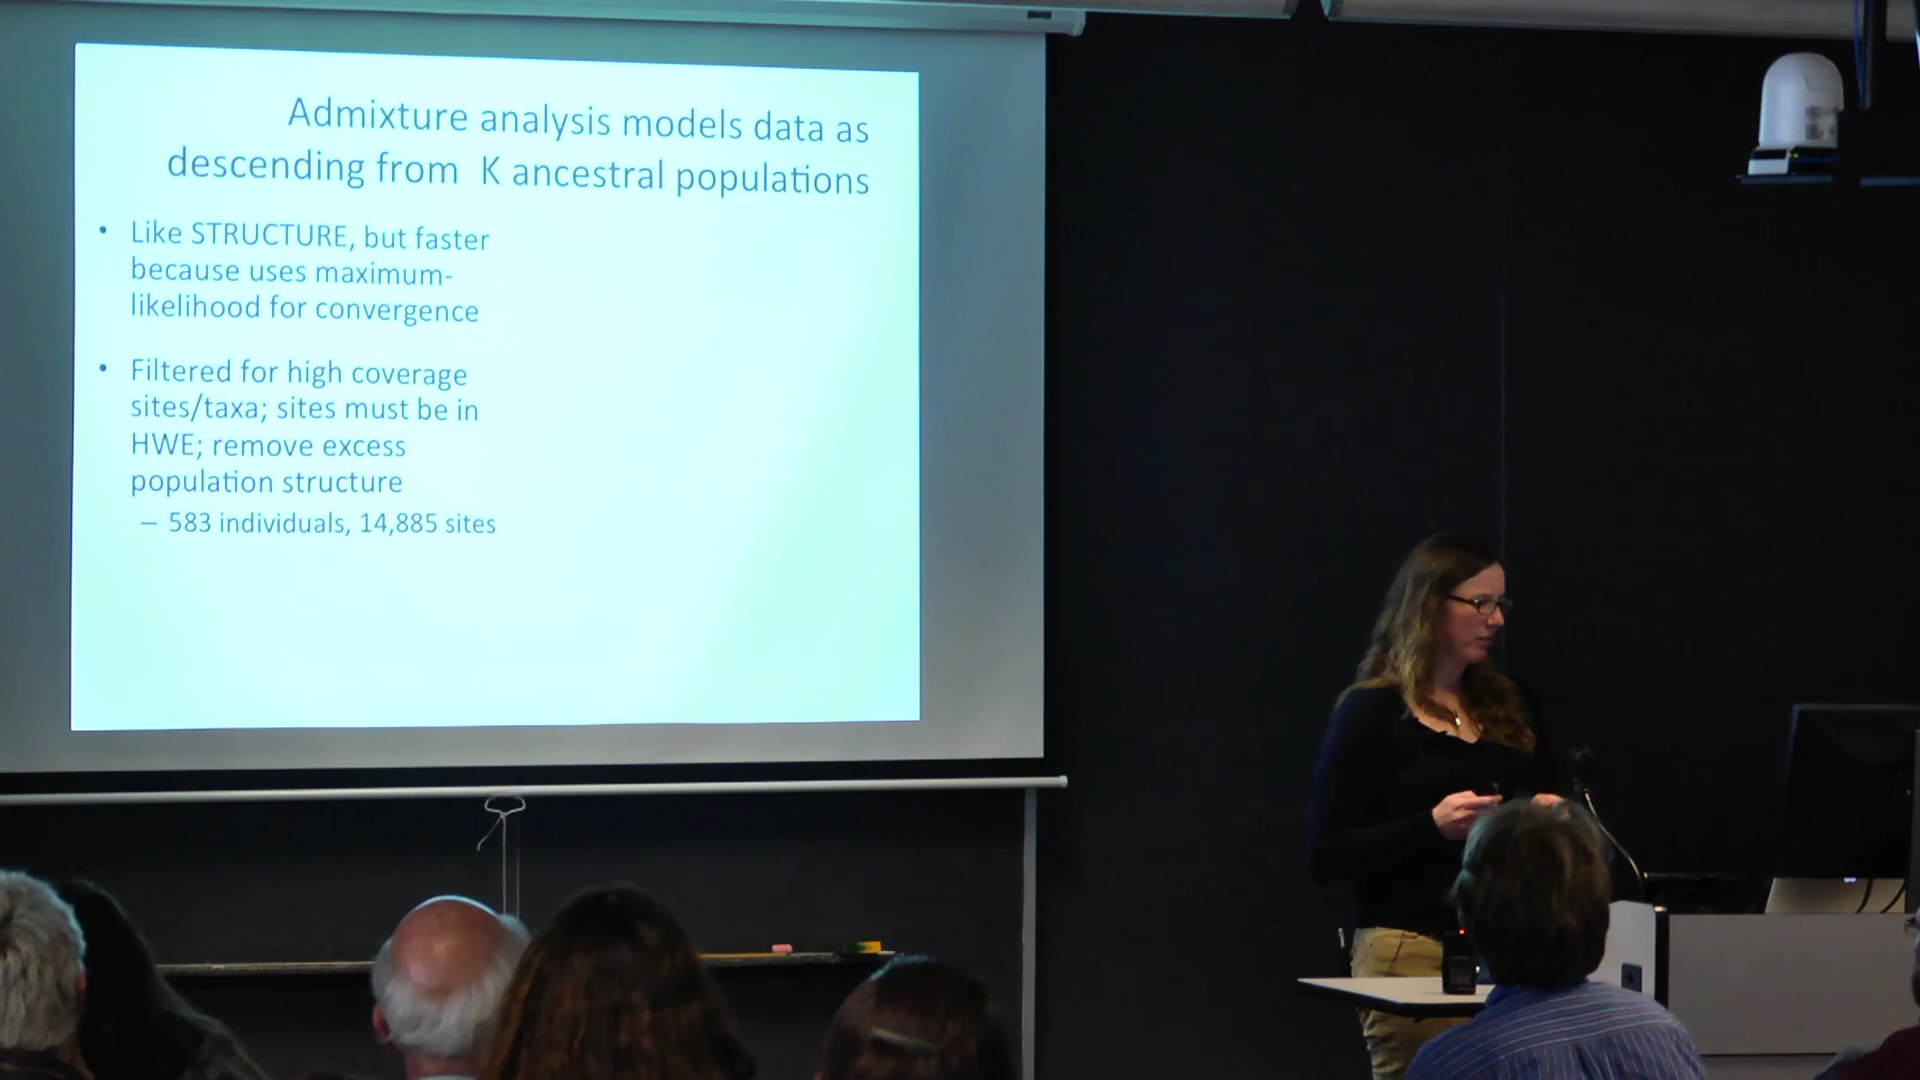 Admixture analysis models data as
descending from K ancestral populations
• Like STRUCTURE, but faster
because uses maximum-
likelihood for convergence
• Filtered for high coverage
sites/taxa; sites must be in
HWE; remove excess
population structure
– 583 individuals, 14,885 sites